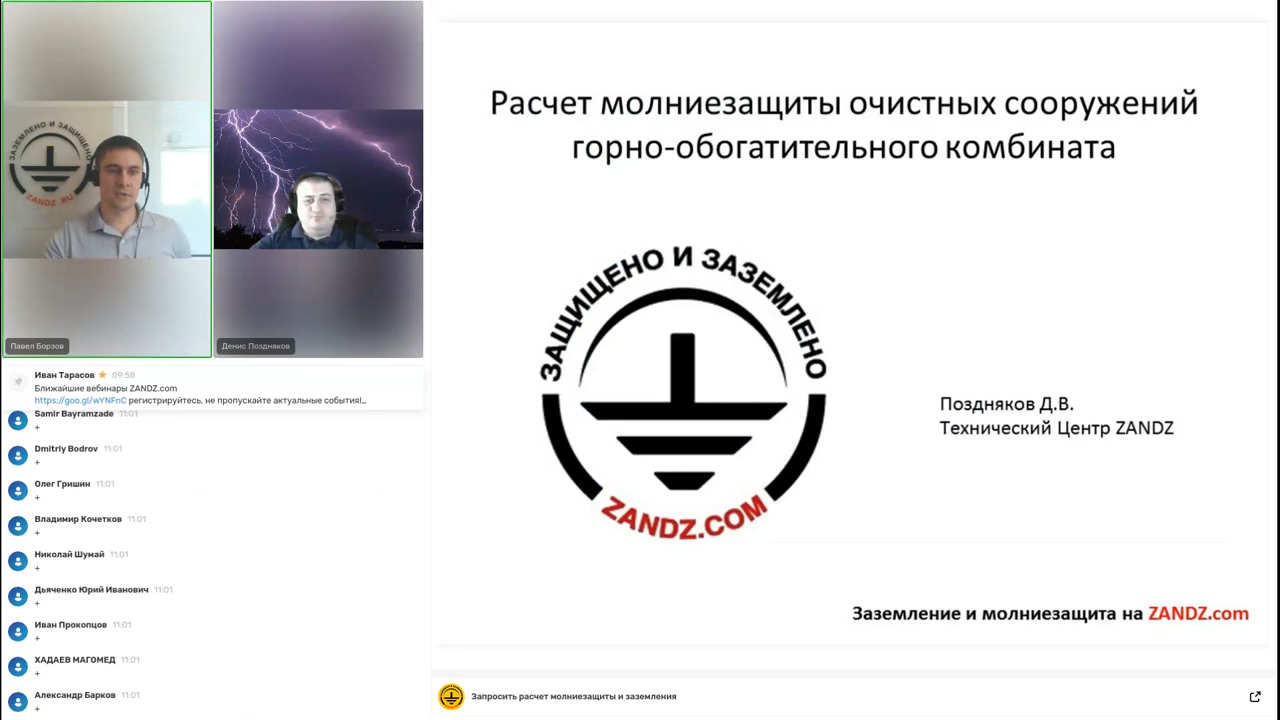 ЗАЗЕМЛЕНО И ЗАЩИЩЕНО
ZANDZ.RU
Павел Борзов
Денис Поздняков
Иван Тарасов 09:58
Ближайшие вебинары ZANDZ.com
https://goo.gl/wYNFnC регистрируйтесь, не пропускайте актуальные события!...
Samir Bayramzade 11:01
+
Dmitriy Bodrov 11:01
+
Олег Гришин 11:01
+
Владимир Кочетков 11:01
+
Николай Шумай 11:01
+
Дьяченко Юрий Иванович 11:01
+
Иван Прокопцов 11:01
+
ХАДАЕВ МАГОМЕД 11:01
+
Александр Барков 11:01
+
Расчет молниезащиты очистных сооружений
горно-обогатительного комбината
ЗАЩИЩЕНО И ЗАЗЕМЛЕНО
ZANDZ.COM
Поздняков Д.В.
Технический Центр ZANDZ
Заземление и молниезащита на ZANDZ.com
Запросить расчет молниезащиты и заземления